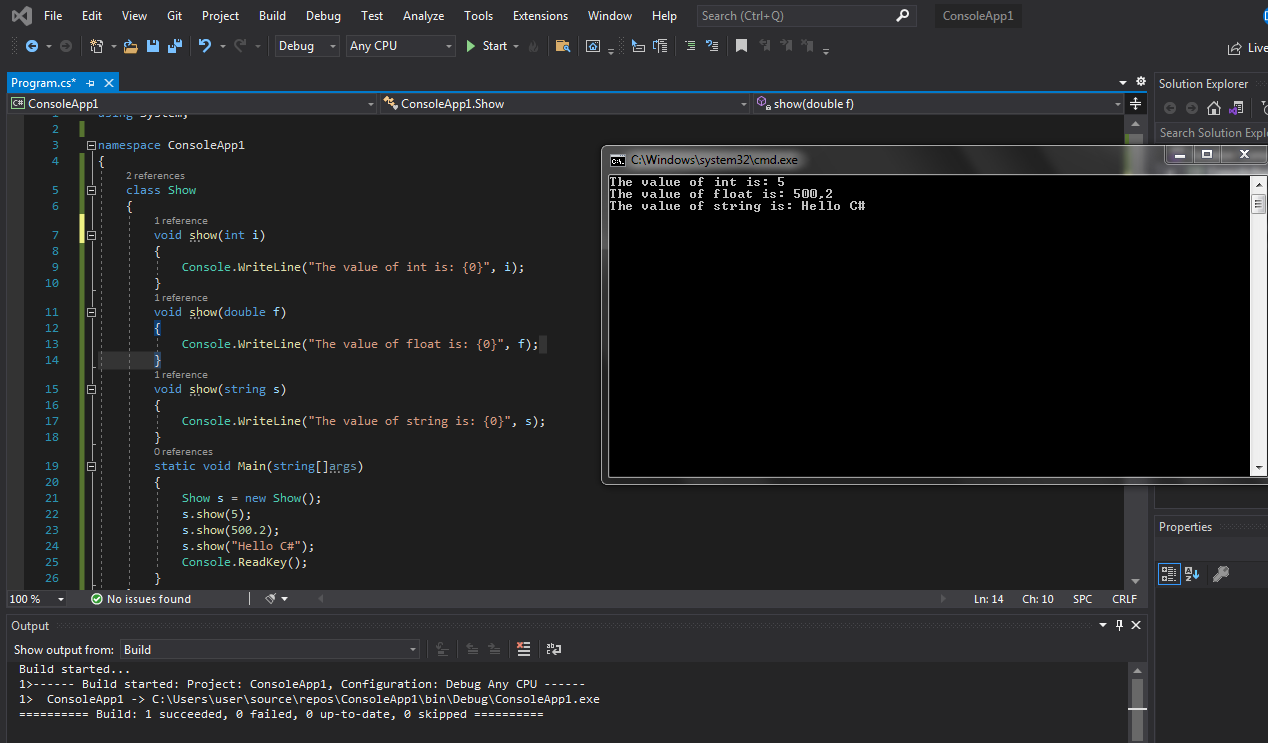 File Edit View Git Project Build Debug Test Analyze Tools Extensions Window Help Search (Ctrl+Q) ConsoleApp1
Debug Any CPU Start Live
Program.cs*
Solution Explorer
C# ConsoleApp1 ConsoleApp1.Show show(double f)
Search Solution Expl
1 using System;
2
3 namespace ConsoleApp1
4 {
2 references
5 class Show
6 {
1 reference
7 void show(int i)
8 {
9 Console.WriteLine("The value of int is: {0}", i);
10 }
1 reference
11 void show(double f)
12 {
13 Console.WriteLine("The value of float is: {0}", f);
14 }
1 reference
15 void show(string s)
16 {
17 Console.WriteLine("The value of string is: {0}", s);
18 }
0 references
19 static void Main(string[]args)
20 {
21 Show s = new Show();
22 s.show(5);
23 s.show(500.2);
24 s.show("Hello C#");
25 Console.ReadKey();
26 }
C:\Windows\system32\cmd.exe
The value of int is: 5
The value of float is: 500,2
The value of string is: Hello C#
Properties
100 % No issues found Ln: 14 Ch: 10 SPC CRLF
Output
Show output from: Build
Build started...
1>------ Build started: Project: ConsoleApp1, Configuration: Debug Any CPU ------
1> ConsoleApp1 -> C:\Users\user\source\repos\ConsoleApp1\bin\Debug\ConsoleApp1.exe
========== Build: 1 succeeded, 0 failed, 0 up-to-date, 0 skipped ==========